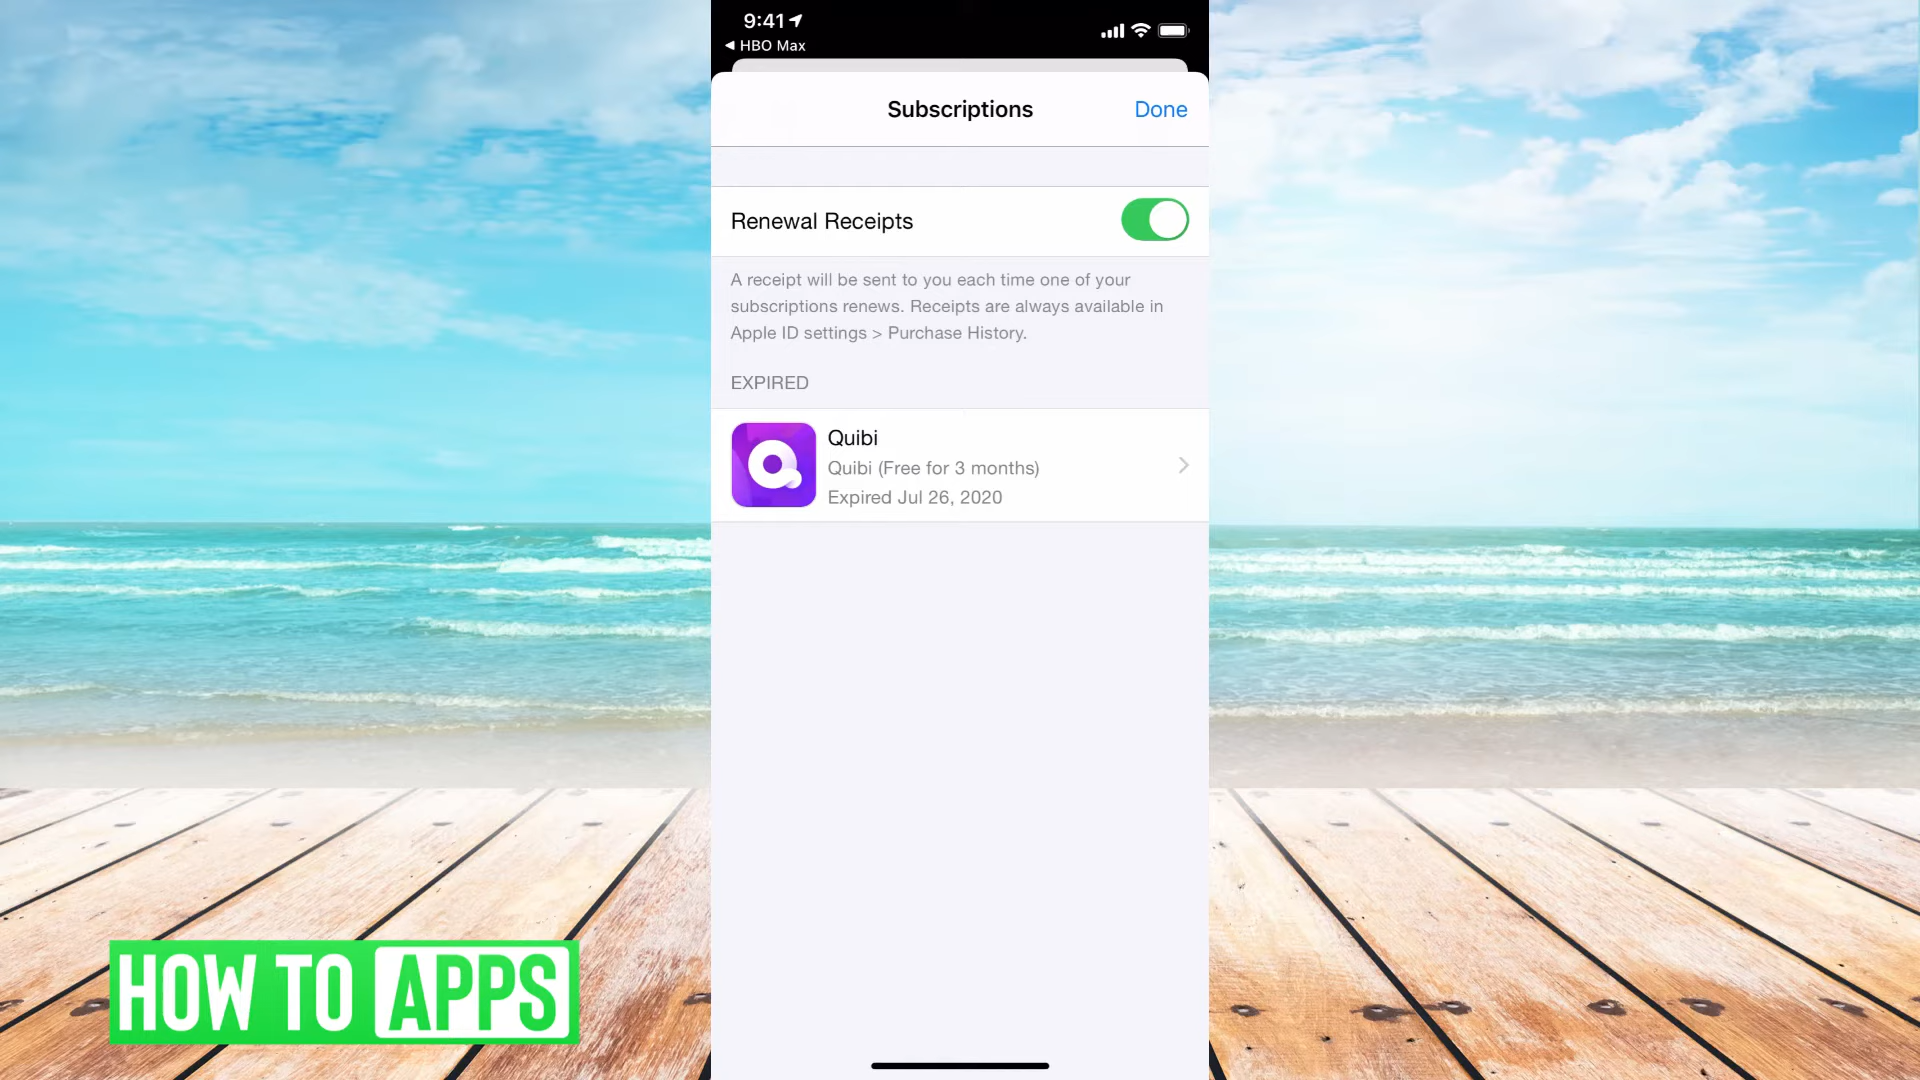 9:41
◀ HBO Max
Subscriptions
Done
Renewal Receipts
A receipt will be sent to you each time one of your
subscriptions renews. Receipts are always available in
Apple ID settings > Purchase History.
EXPIRED
Quibi
Quibi (Free for 3 months)
Expired Jul 26, 2020
HOW TO APPS